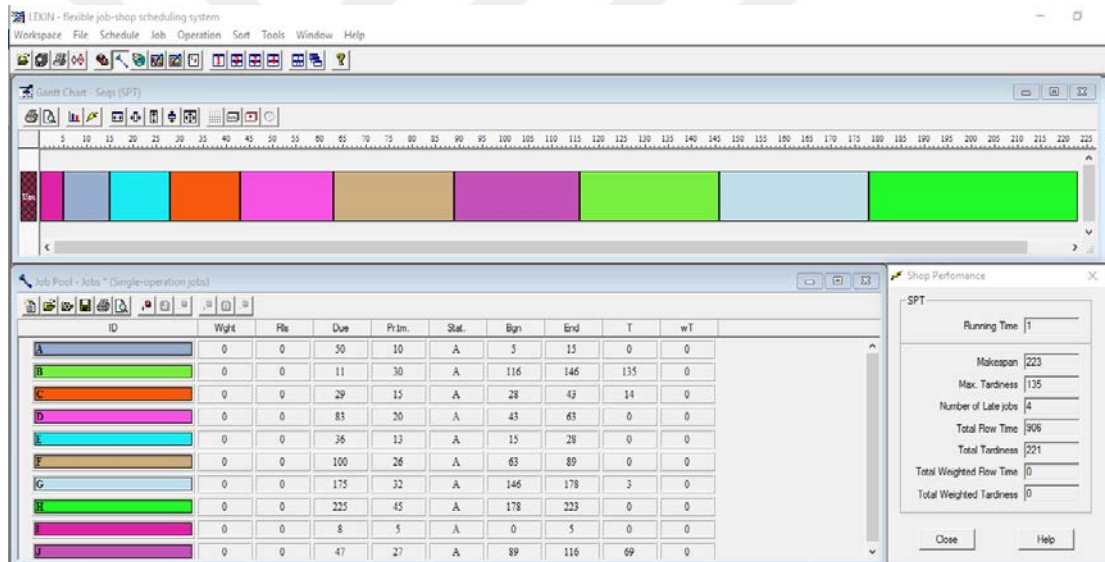 LEKIN - flexible job-shop scheduling system
Workspace File Schedule Job Operation Sort Tools Window Help
Gantt Chart - Seqs (SPT)
5 10 15 20 25 30 35 40 45 50 55 60 65 70 75 80 85 90 95 100 105 110 115 120 125 130 135 140 145 150 155 160 165 170 175 180 185 190 195 200 205 210 215 220 225
Job Pool - Jobs * (Single-operation jobs)
ID Wght Rls Due Pr.tm. Stat. Bgn End T wT
A 0 0 50 10 A 5 15 0 0
B 0 0 11 30 A 116 146 135 0
C 0 0 29 15 A 28 43 14 0
D 0 0 83 20 A 43 63 0 0
E 0 0 36 13 A 15 28 0 0
F 0 0 100 26 A 63 89 0 0
G 0 0 175 32 A 146 178 3 0
H 0 0 225 45 A 178 223 0 0
I 0 0 8 5 A 0 5 0 0
J 0 0 47 27 A 89 116 69 0
Shop Perfomance
SPT
Running Time 1
Makespan 223
Max. Tardiness 135
Number of Late jobs 4
Total Flow Time 906
Total Tardiness 221
Total Weighted Flow Time 0
Total Weighted Tardiness 0
Close Help